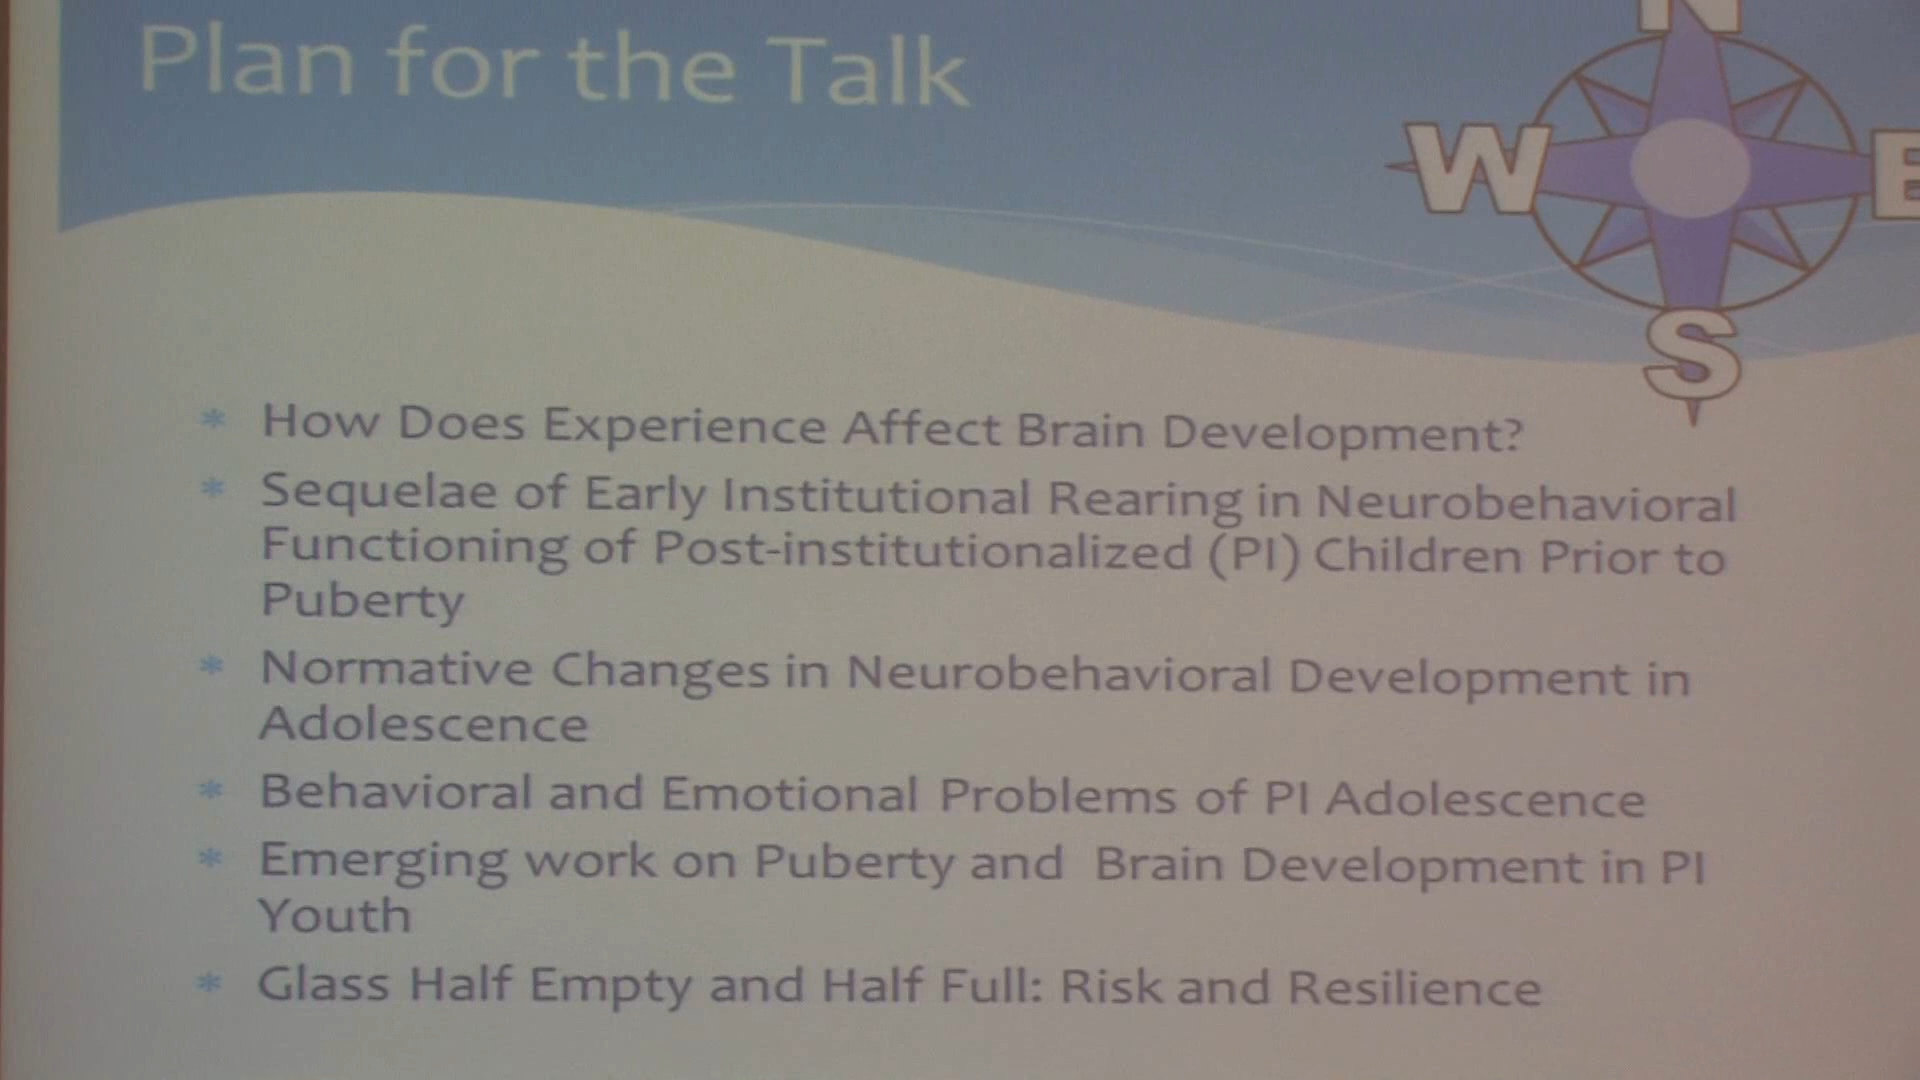 Plan for the Talk
N
W
E
S
* How Does Experience Affect Brain Development?
* Sequelae of Early Institutional Rearing in Neurobehavioral
Functioning of Post-institutionalized (PI) Children Prior to
Puberty
* Normative Changes in Neurobehavioral Development in
Adolescence
* Behavioral and Emotional Problems of PI Adolescence
* Emerging work on Puberty and  Brain Development in PI
Youth
* Glass Half Empty and Half Full: Risk and Resilience